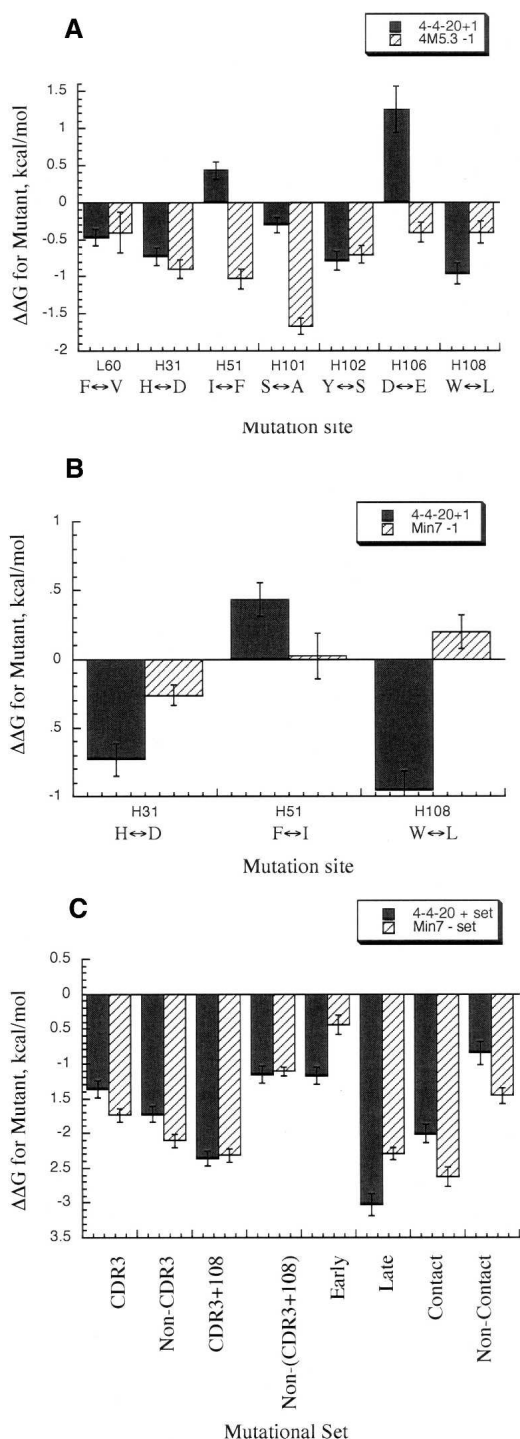 A
4-4-20+1
4M5.3 -1
1.5
1
.5
0
-0.5
-1
-1.5
-2
ΔΔG for Mutant, kcal/mol
L60 H31 H51 H101 H102 H106 H108
F↔V H↔D I↔F S↔A Y↔S D↔E W↔L
Mutation site
B
4-4-20+1
Min7 -1
1
.5
0
.5
-1
ΔΔG for Mutant, kcal/mol
H31 H51 H108
H↔D F↔I W↔L
Mutation site
C
4-4-20 + set
Min7 - set
0.5
0
0.5
-1
1.5
-2
2.5
-3
3.5
ΔΔG for Mutant, kcal/mol
CDR3
Non-CDR3
CDR3+108
Non-(CDR3+108)
Early
Late
Contact
Non-Contact
Mutational Set